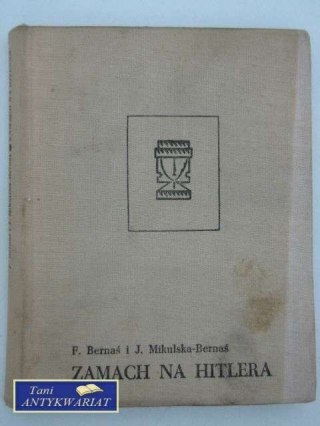 F. Bernaś i J. Mikulska-Bernaś
ZAMACH NA HITLERA
Tani
ANTYKWARIAT